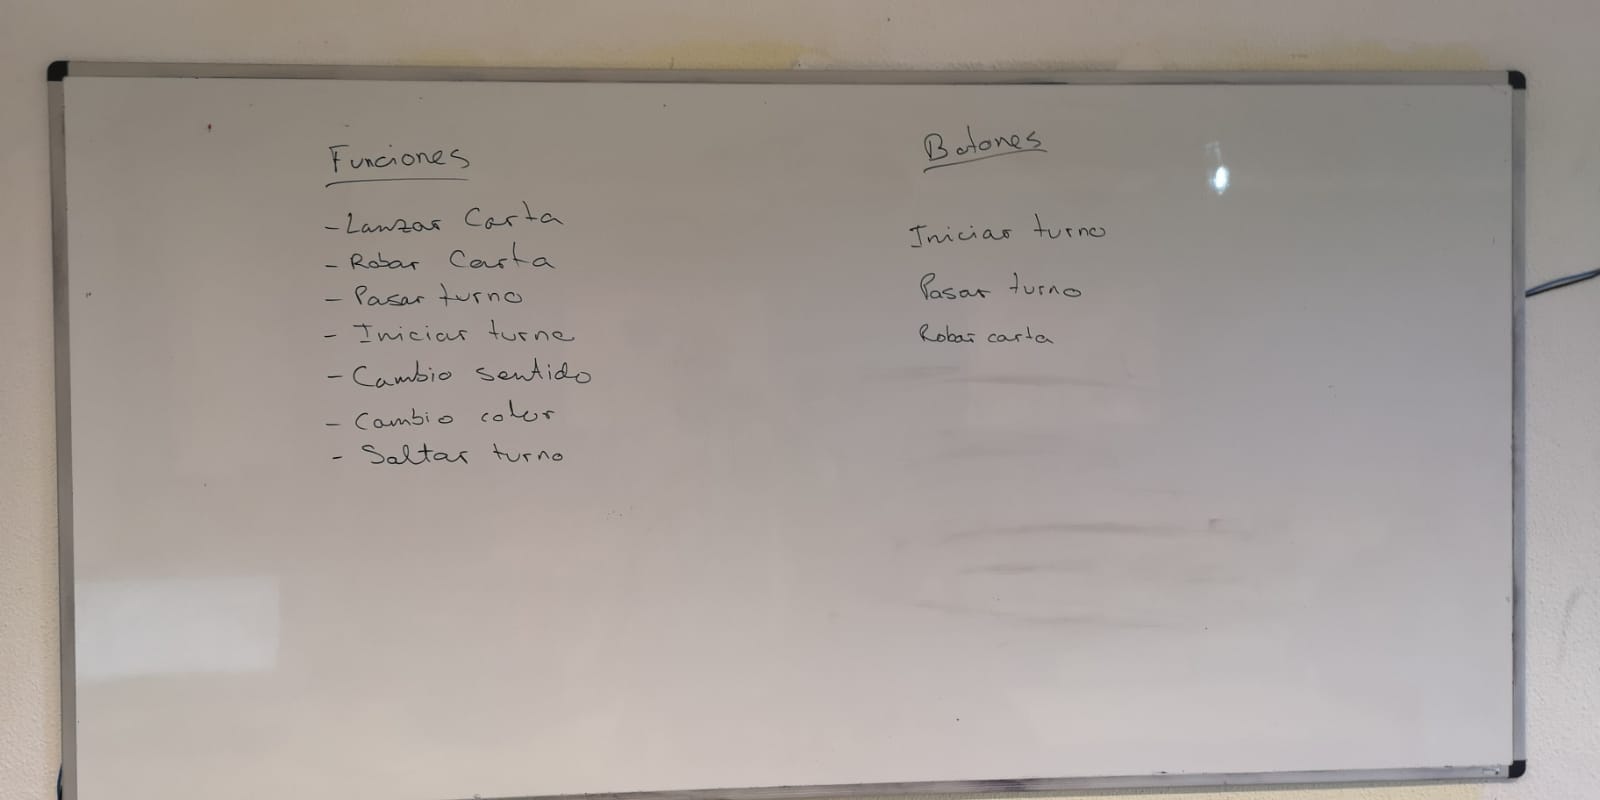 Funciones
- Lanzar Carta
- Robar Carta
- Pasar turno
- Iniciar turno
- Cambio sentido
- Cambio color
- Saltar turno
Botones
Iniciar turno
Pasar turno
Robar carta